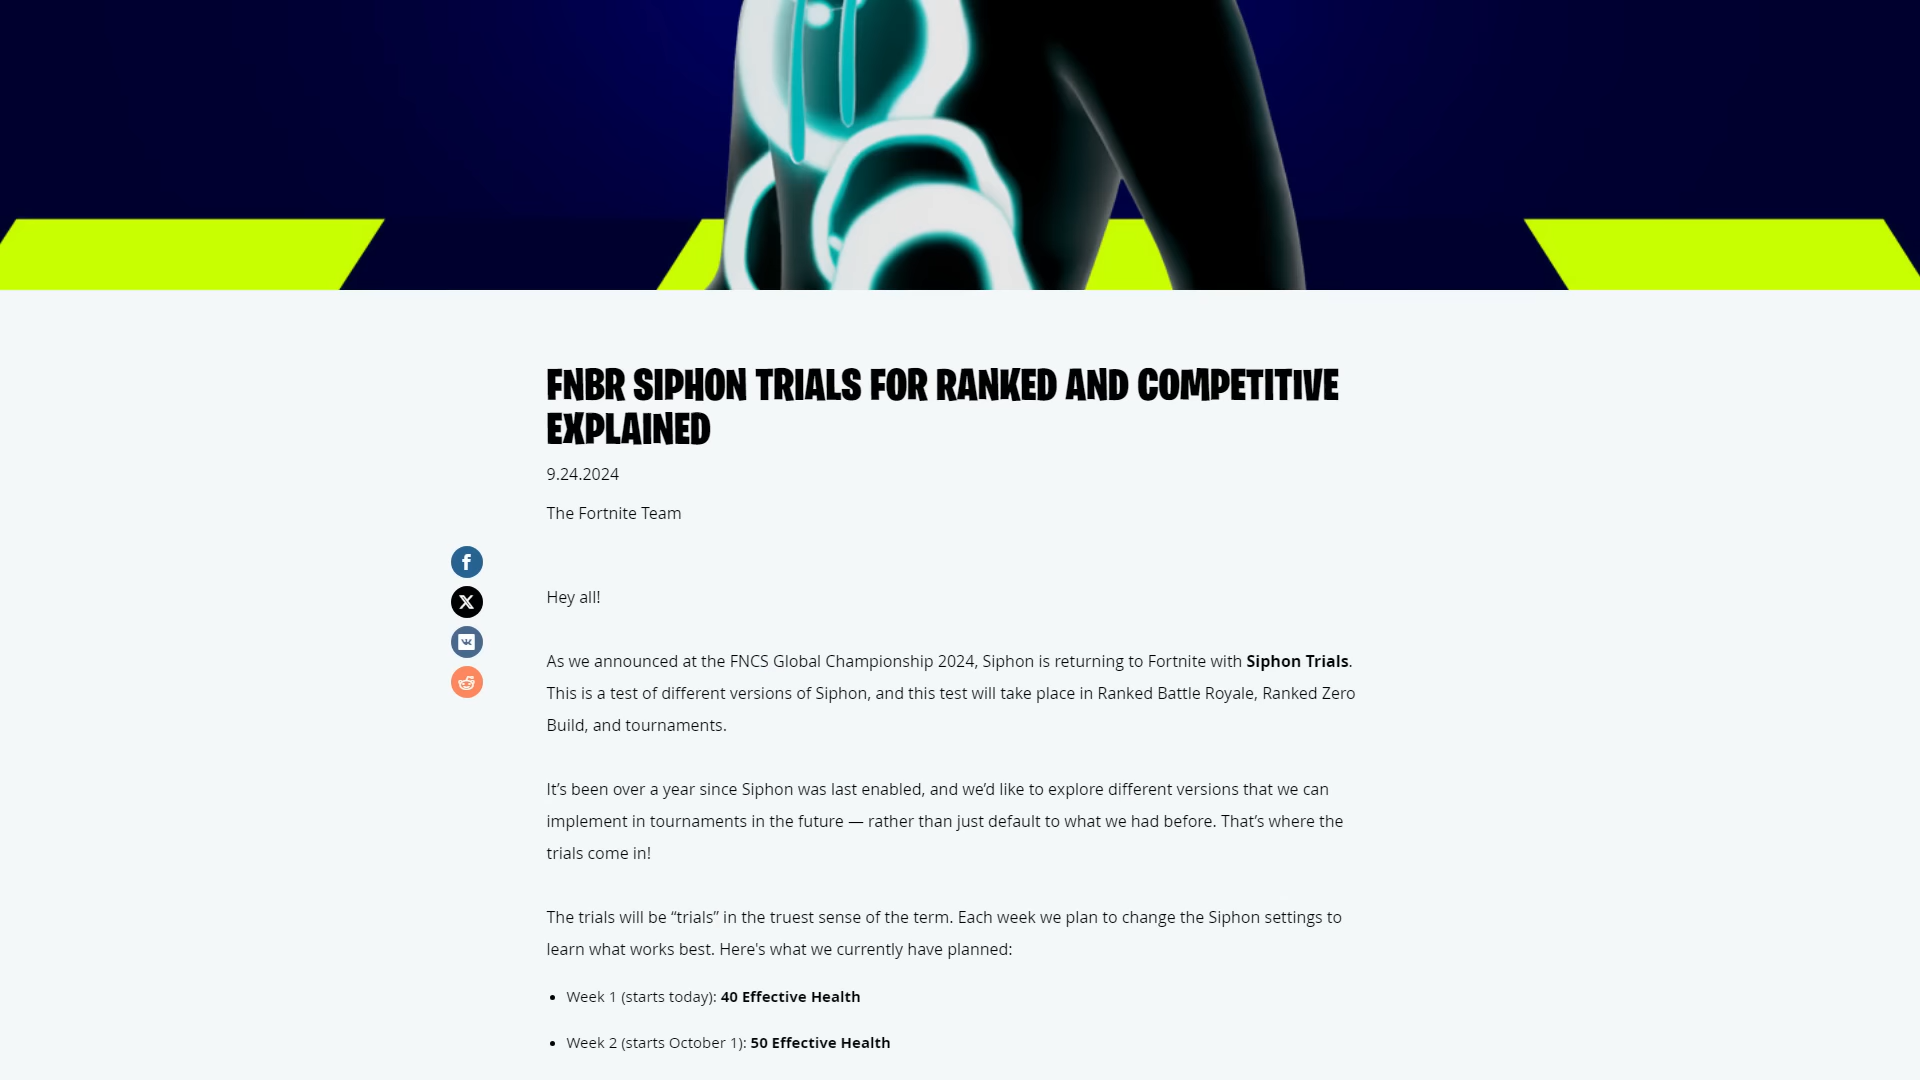 FNBR SIPHON TRIALS FOR RANKED AND COMPETITIVE
EXPLAINED
9.24.2024
The Fortnite Team
Hey all!
As we announced at the FNCS Global Championship 2024, Siphon is returning to Fortnite with Siphon Trials.
This is a test of different versions of Siphon, and this test will take place in Ranked Battle Royale, Ranked Zero
Build, and tournaments.
It’s been over a year since Siphon was last enabled, and we’d like to explore different versions that we can
implement in tournaments in the future — rather than just default to what we had before. That’s where the
trials come in!
The trials will be “trials” in the truest sense of the term. Each week we plan to change the Siphon settings to
learn what works best. Here's what we currently have planned:
• Week 1 (starts today): 40 Effective Health
• Week 2 (starts October 1): 50 Effective Health